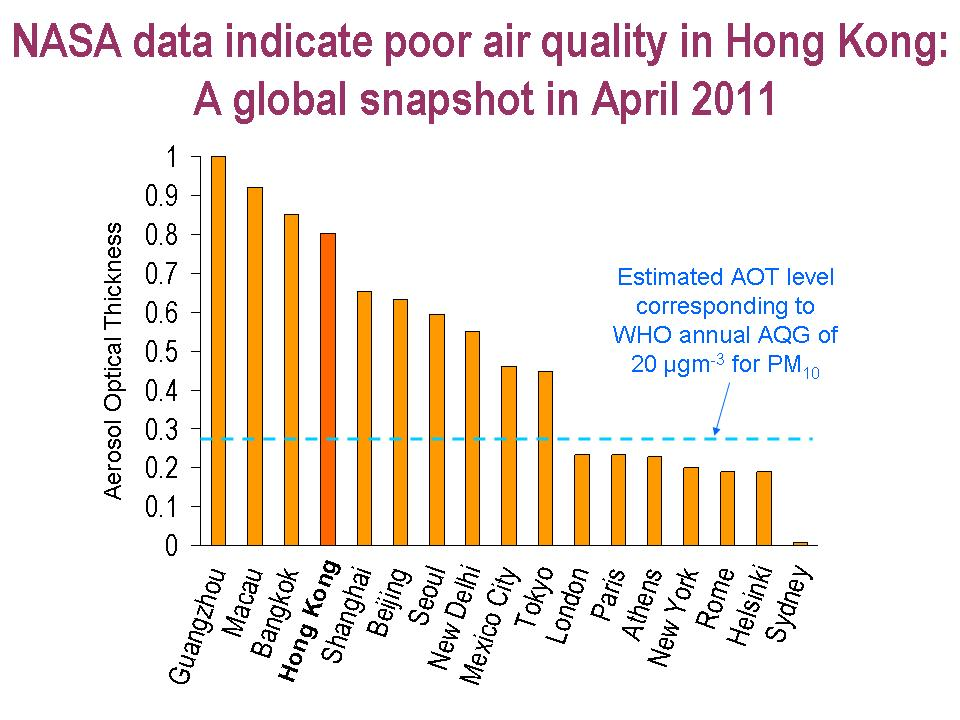 NASA data indicate poor air quality in Hong Kong:
A global snapshot in April 2011
1
0.9
0.8
0.7
0.6
0.5
0.4
0.3
0.2
0.1
0
Aerosol Optical Thickness
Estimated AOT level
corresponding to
WHO annual AQG of
20 µgm-3 for PM10
Guangzhou
Macau
Bangkok
Hong Kong
Shanghai
Beijing
Seoul
New Delhi
Mexico City
Tokyo
London
Paris
Athens
New York
Rome
Helsinki
Sydney